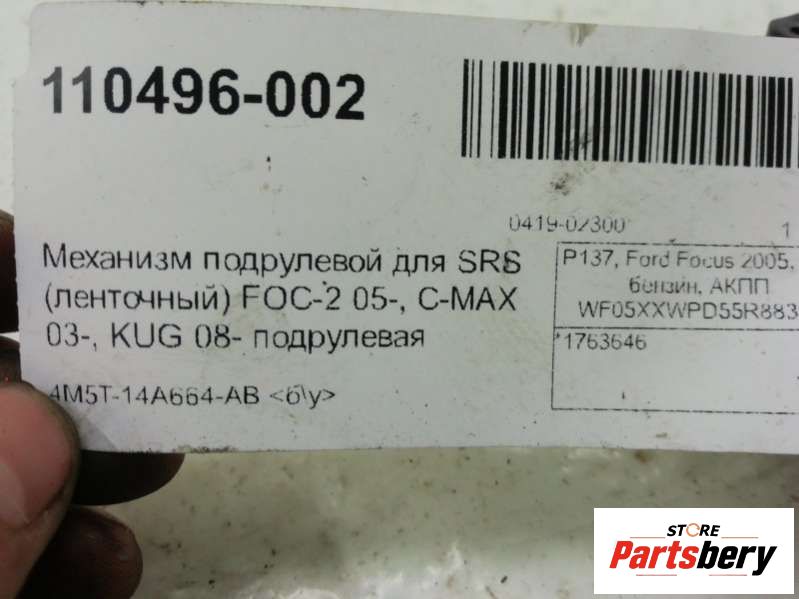 110496-002
0419-02300 1
Механизм подрулевой для SRS
(ленточный) FOC-2 05-, C-MAX
03-, KUG 08- подрулевая
4M5T-14A664-AB <б\у>
P137, Ford Focus 2005,
бензин, АКПП
WF05XXWPD55R883
*1763646
STORE
Partsbery